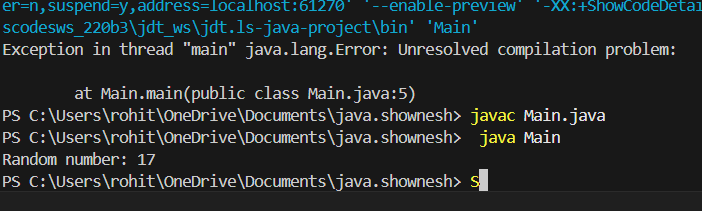 er=n,suspend=y,address=localhost:61270' '--enable-preview' '-XX:+ShowCodeDetai
scodesws_220b3\jdt_ws\jdt.ls-java-project\bin' 'Main'
Exception in thread "main" java.lang.Error: Unresolved compilation problem:
at Main.main(public class Main.java:5)
PS C:\Users\rohit\OneDrive\Documents\java.shownesh> javac Main.java
PS C:\Users\rohit\OneDrive\Documents\java.shownesh>  java Main
Random number: 17
PS C:\Users\rohit\OneDrive\Documents\java.shownesh> S